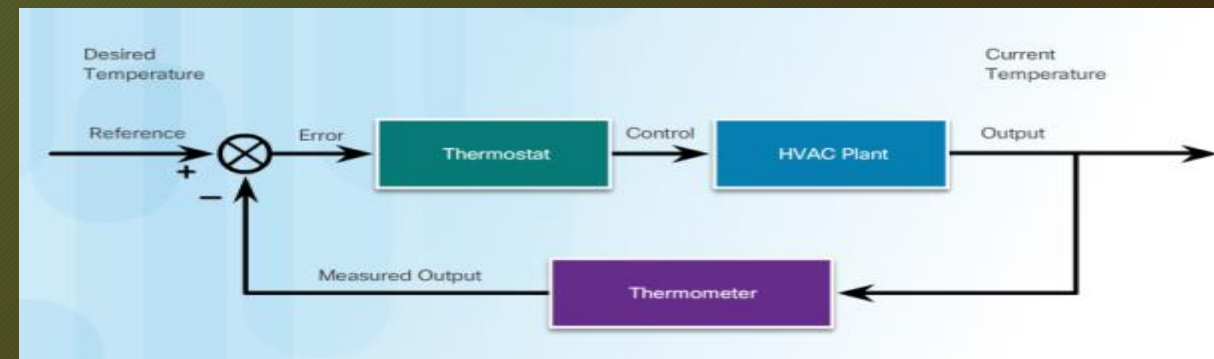 Desired
Temperature
Current
Temperature
Reference
Error
Control
Output
+
Thermostat
HVAC Plant
−
Measured Output
Thermometer